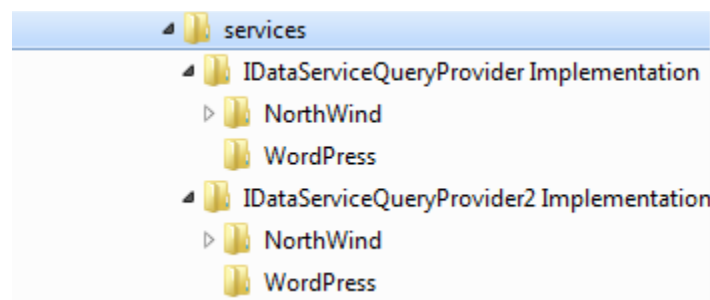 services
IDataServiceQueryProvider Implementation
NorthWind
WordPress
IDataServiceQueryProvider2 Implementation
NorthWind
WordPress